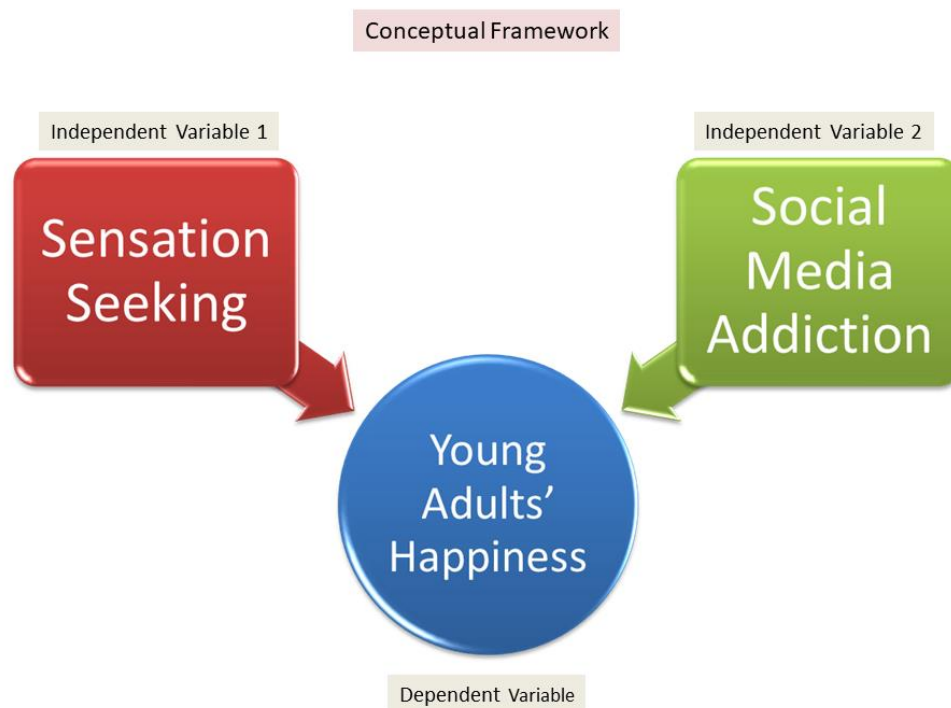 Conceptual Framework
Independent Variable 1
Independent Variable 2
Sensation
Seeking
Social
Media
Addiction
Young
Adults’
Happiness
Dependent Variable